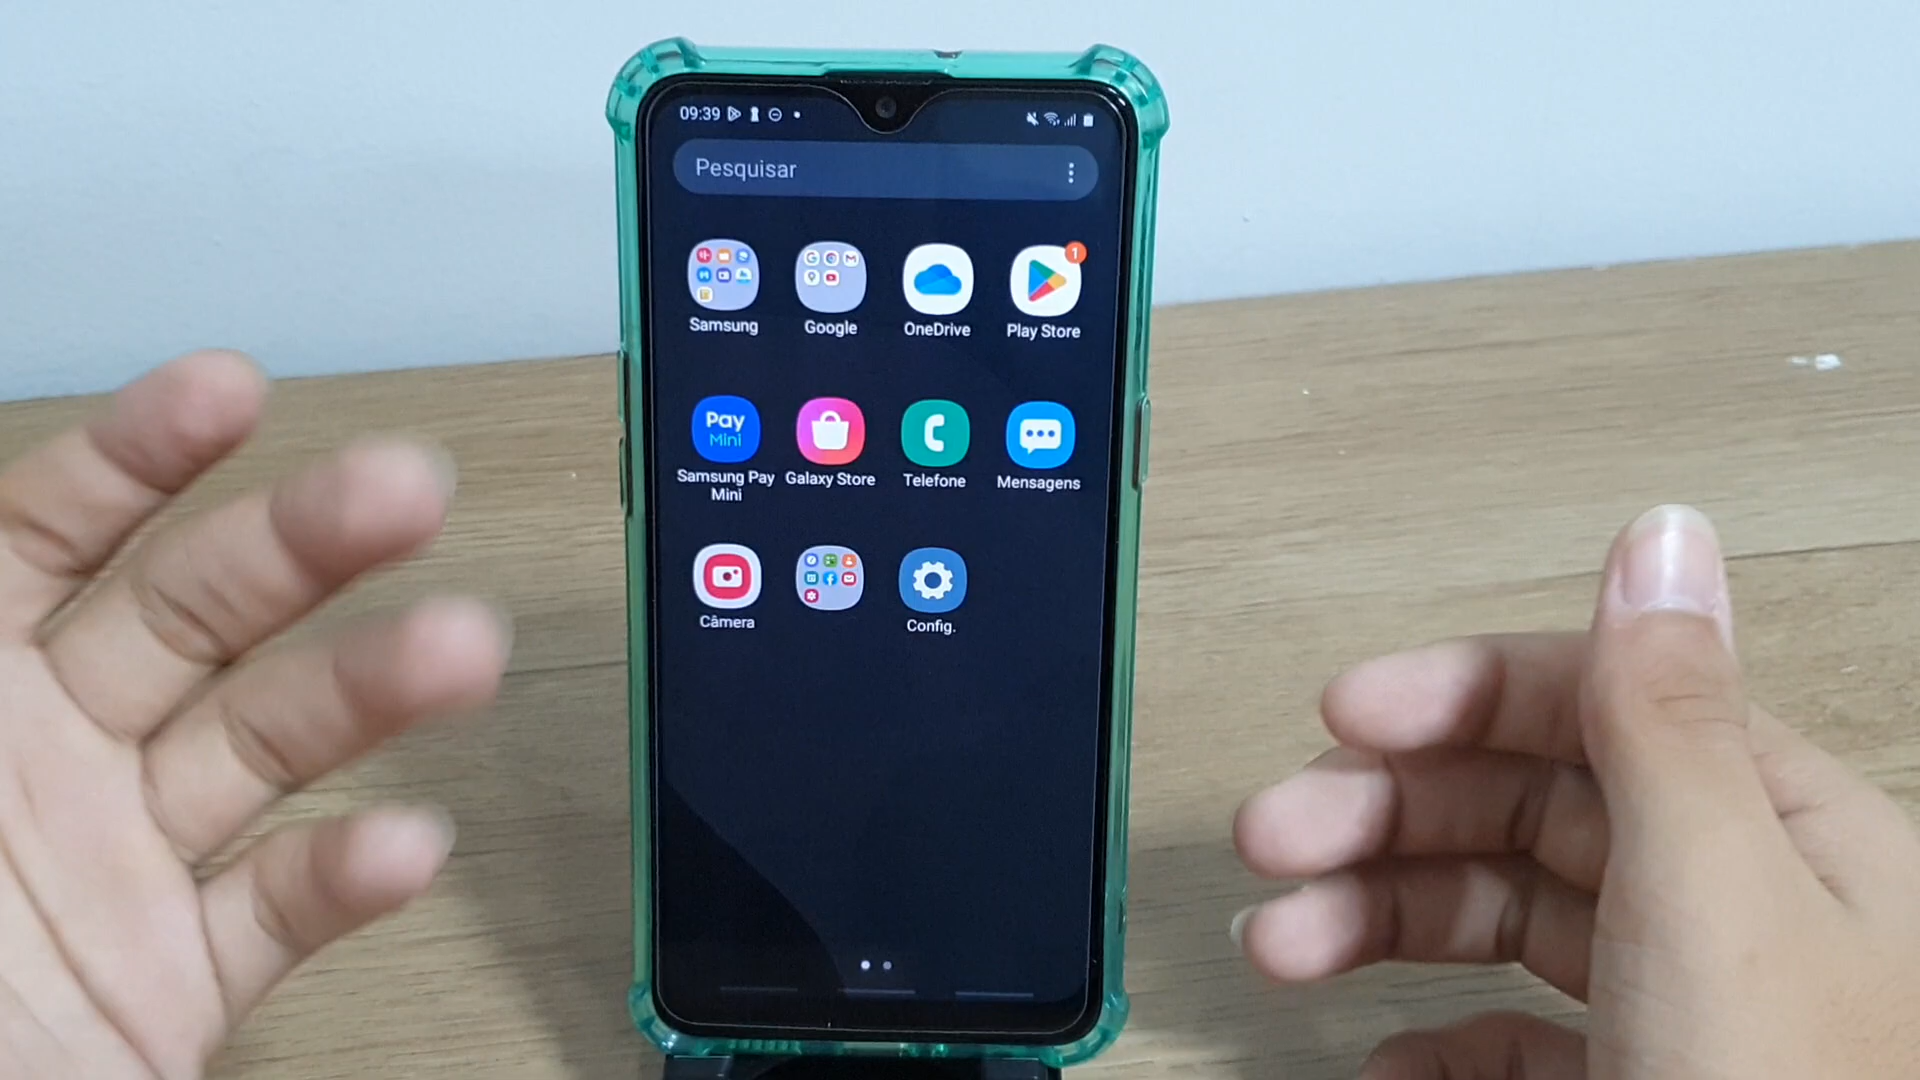 09:39
Pesquisar
1
Samsung
Google
OneDrive
Play Store
Pay
Mini
Samsung Pay
Mini
Galaxy Store
Telefone
Mensagens
Câmera
Config.